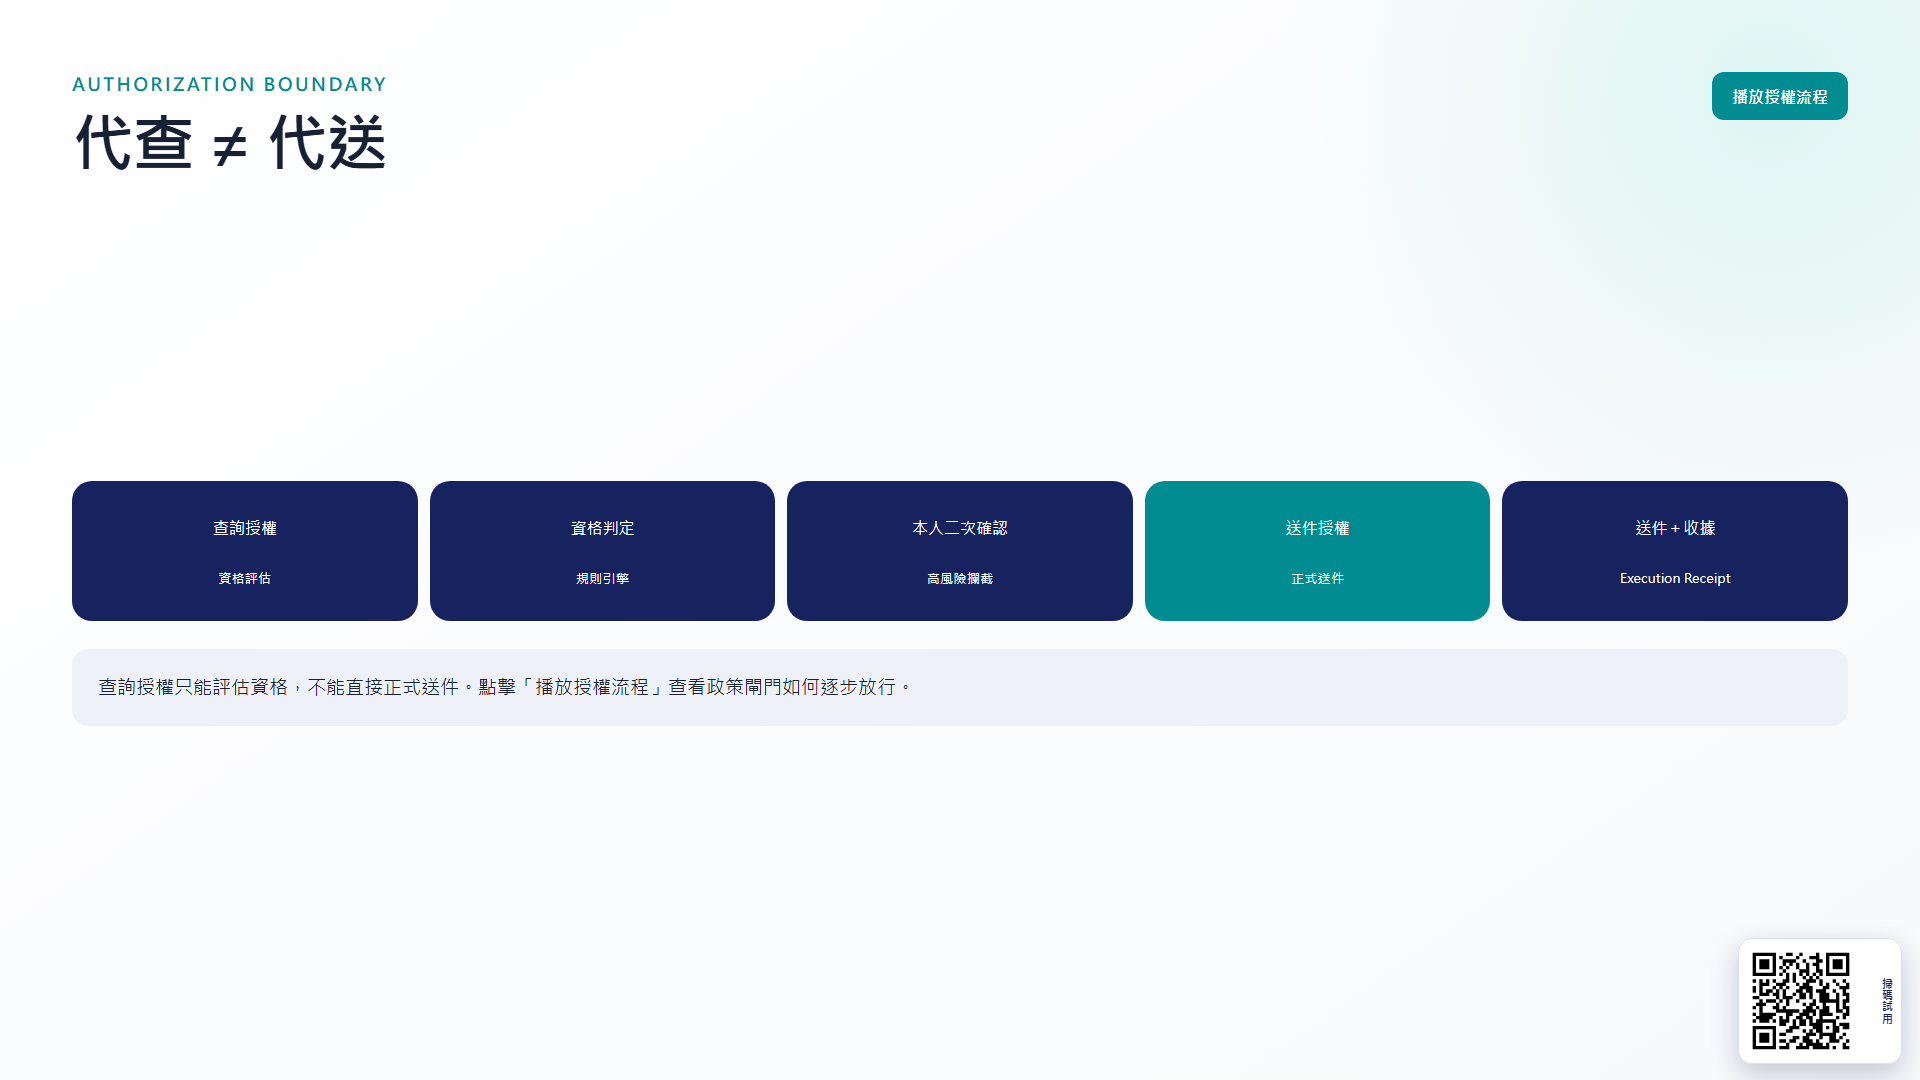 AUTHORIZATION BOUNDARY
代查 ≠ 代送
播放授權流程
查詢授權
資格評估
資格判定
規則引擎
本人二次確認
高風險攔截
送件授權
正式送件
送件 + 收據
Execution Receipt
查詢授權只能評估資格，不能直接正式送件。點擊「播放授權流程」查看政策閘門如何逐步放行。
掃碼試用